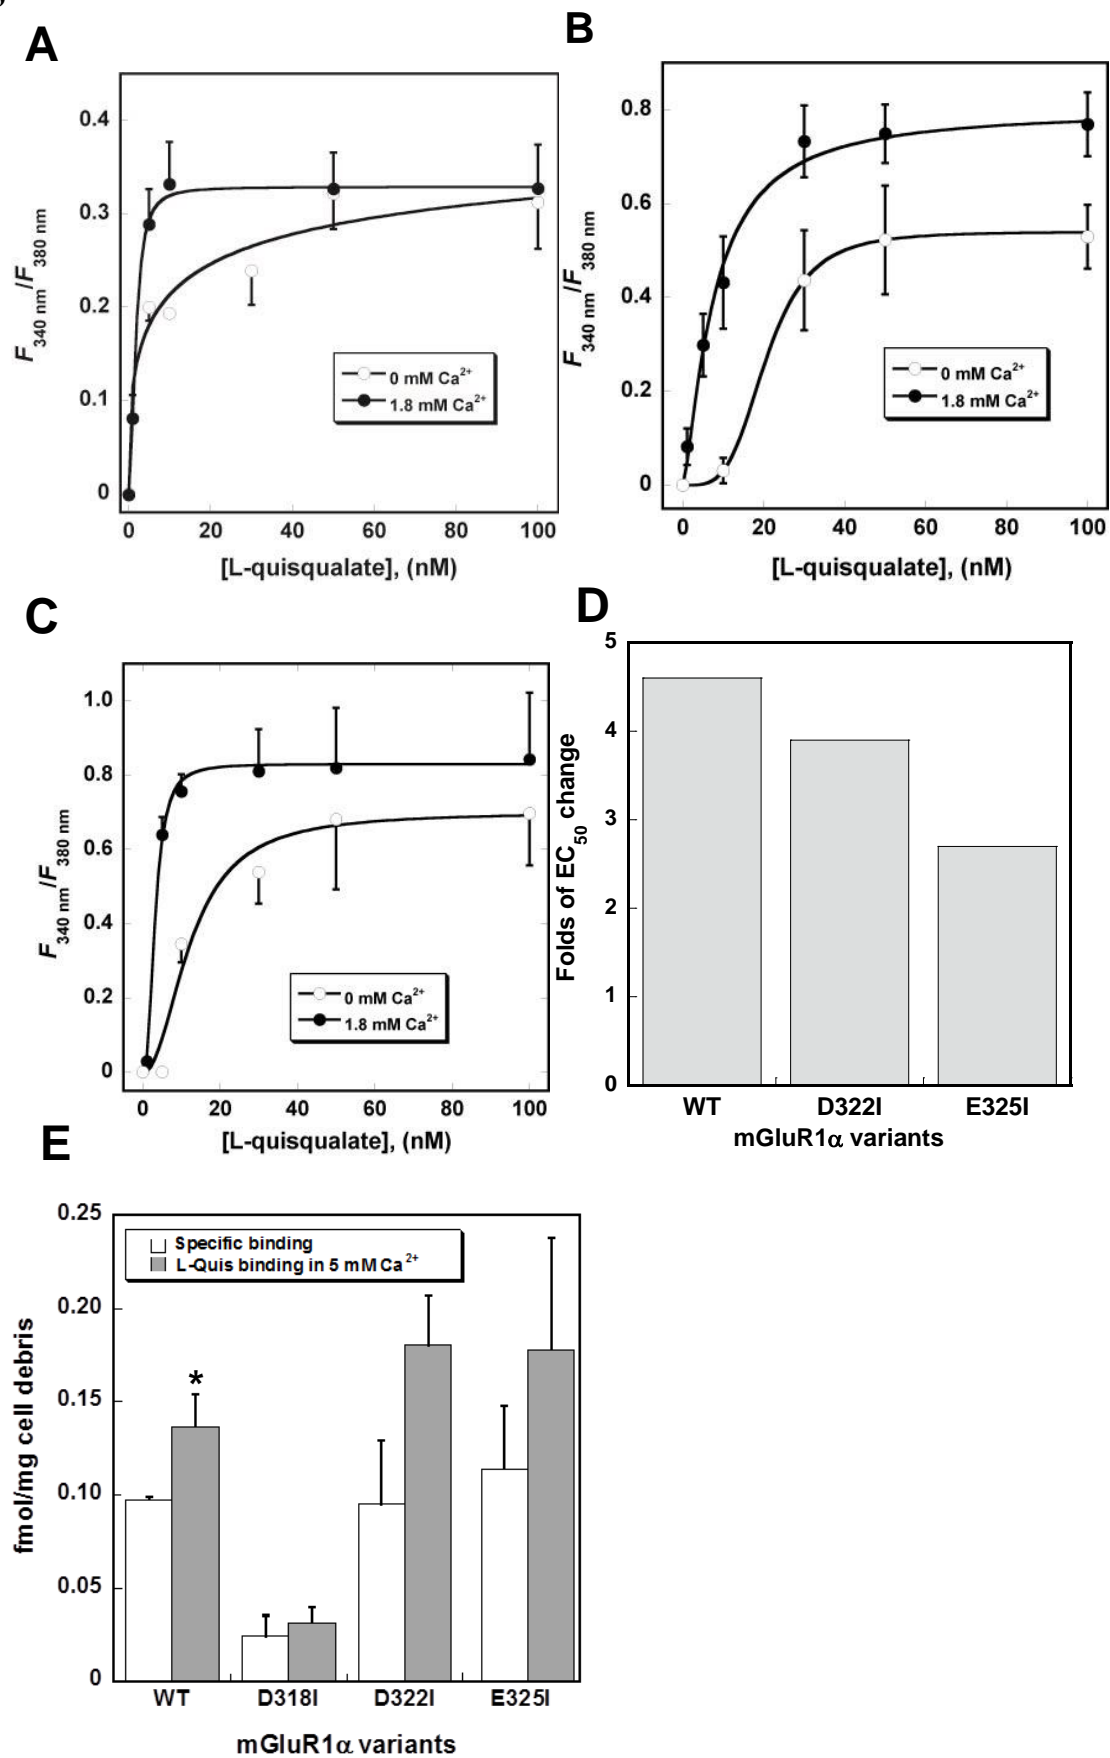 A
0.4
0.3
0.2
0.1
0
0 20 40 60 80 100
F340 nm/F380 nm
[L-quisqualate], (nM)
0 mM Ca2+
1.8 mM Ca2+
B
0.8
0.6
0.4
0.2
0
0 20 40 60 80 100
F340 nm/F380 nm
[L-quisqualate], (nM)
0 mM Ca2+
1.8 mM Ca2+
C
1.0
0.8
0.6
0.4
0.2
0
0 20 40 60 80 100
F340 nm/F380 nm
[L-quisqualate], (nM)
0 mM Ca2+
1.8 mM Ca2+
D
5
4
3
2
1
0
Folds of EC50 change
WT D322I E325I
mGluR1α variants
E
0.25
0.20
0.15
0.10
0.05
0
fmol/mg cell debris
Specific binding
L-Quis binding in 5 mM Ca2+
*
WT D318I D322I E325I
mGluR1α variants